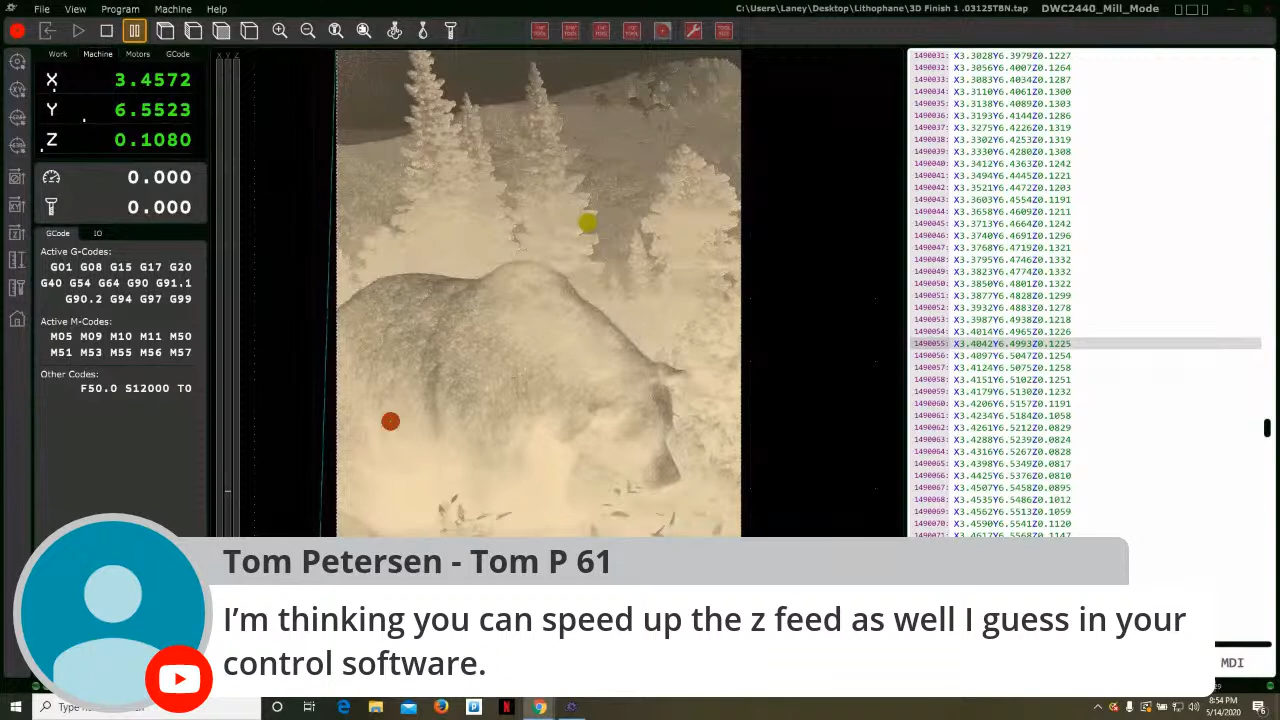 File View Program Machine Help
C:\Users\Laney\Desktop\Lithophane\3D Finish 1 .03125TBN.tap DWC2440_Mill_Mode
Work Machine Motors GCode
X Y Z
X 3.4572
Y 6.5523
Z 0.1080
0.000
0.000
GCode IO
Active G-Codes:
G01 G08 G15 G17 G20
G40 G54 G64 G90 G91.1
G90.2 G94 G97 G99
Active M-Codes:
M05 M09 M10 M11 M50
M51 M53 M55 M56 M57
Other Codes:
F50.0 S12000 T0
1490031: X3.3028Y6.3979Z0.1227
1490032: X3.3056Y6.4007Z0.1264
1490033: X3.3083Y6.4034Z0.1287
1490034: X3.3110Y6.4061Z0.1300
1490035: X3.3138Y6.4089Z0.1303
1490036: X3.3193Y6.4144Z0.1286
1490037: X3.3275Y6.4226Z0.1319
1490038: X3.3302Y6.4253Z0.1319
1490039: X3.3330Y6.4280Z0.1308
1490040: X3.3412Y6.4363Z0.1242
1490041: X3.3494Y6.4445Z0.1221
1490042: X3.3521Y6.4472Z0.1203
1490043: X3.3603Y6.4554Z0.1191
1490044: X3.3658Y6.4609Z0.1211
1490045: X3.3713Y6.4664Z0.1242
1490046: X3.3740Y6.4691Z0.1296
1490047: X3.3768Y6.4719Z0.1321
1490048: X3.3795Y6.4746Z0.1332
1490049: X3.3823Y6.4774Z0.1332
1490050: X3.3850Y6.4801Z0.1322
1490051: X3.3877Y6.4828Z0.1299
1490052: X3.3932Y6.4883Z0.1278
1490053: X3.3987Y6.4938Z0.1218
1490054: X3.4014Y6.4965Z0.1226
1490055: X3.4042Y6.4993Z0.1225
1490056: X3.4097Y6.5047Z0.1254
1490057: X3.4124Y6.5075Z0.1258
1490058: X3.4151Y6.5102Z0.1251
1490059: X3.4179Y6.5130Z0.1232
1490060: X3.4206Y6.5157Z0.1191
1490061: X3.4234Y6.5184Z0.1058
1490062: X3.4261Y6.5212Z0.0829
1490063: X3.4288Y6.5239Z0.0824
1490064: X3.4316Y6.5267Z0.0828
1490065: X3.4398Y6.5349Z0.0817
1490066: X3.4425Y6.5376Z0.0810
1490067: X3.4507Y6.5458Z0.0895
1490068: X3.4535Y6.5486Z0.1012
1490069: X3.4562Y6.5513Z0.1059
1490070: X3.4590Y6.5541Z0.1120
Tom Petersen - Tom P 61
I'm thinking you can speed up the z feed as well I guess in your
control software.
MDI
8:54 PM
5/14/2020